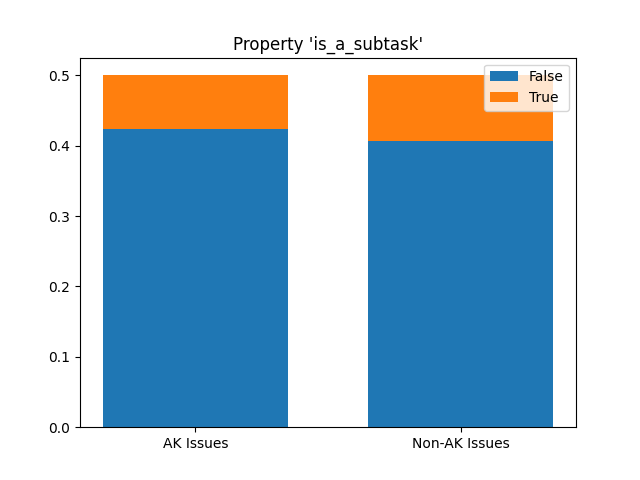 Property 'is_a_subtask'
False
True
0.5
0.4
0.3
0.2
0.1
0.0
AK Issues
Non-AK Issues